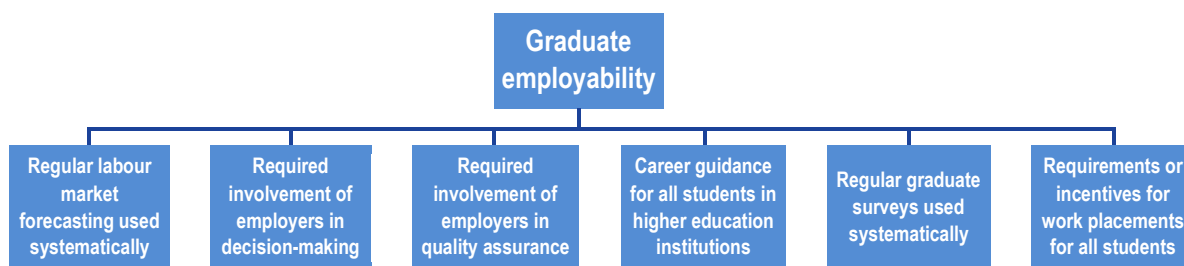 Graduate
employability
Regular labour
market
forecasting used
systematically
Required
involvement of
employers in
decision-making
Required
involvement of
employers in
quality assurance
Career guidance
for all students in
higher education
institutions
Regular graduate
surveys used
systematically
Requirements or
incentives for
work placements
for all students